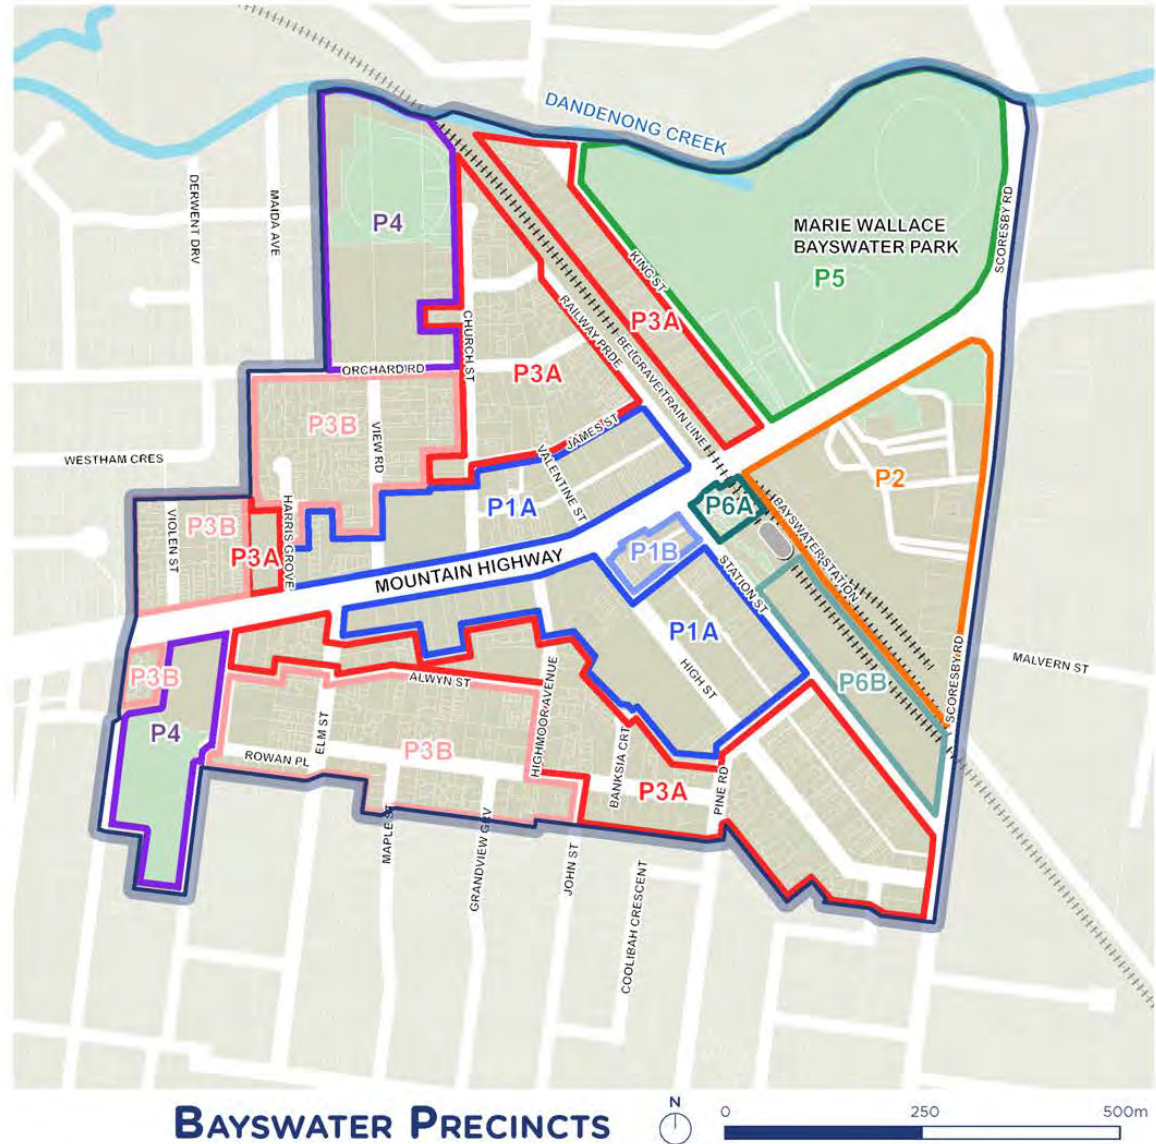 DANDENONG CREEK
DERWENT DRV
MAIDA AVE
P4
MARIE WALLACE
BAYSWATER PARK
P5
SCORESBY RD
KING ST
P3A
RAILWAY PRDE
BELGRAVE TRAIN LINE
CHURCH ST
ORCHARD RD
P3A
P3B
VIEW RD
JAMES ST
VALENTINE ST
WESTHAM CRES
P2
P1A
P6A
BAYSWATER STATION
VIOLEN ST
P3B
P3A
HARRIS GROVE
MOUNTAIN HIGHWAY
P1B
STATION ST
P1A
HIGH ST
MALVERN ST
SCORESBY RD
P6B
P3B
ALWYN ST
HIGHMOOR AVENUE
P4
ELM ST
ROWAN PL
P3B
BANKSIA CRT
P3A
PINE RD
MAPLE ST
GRANDVIEW GRV
JOHN ST
COOLIBAH CRESCENT
BAYSWATER PRECINCTS
N
0 250 500m